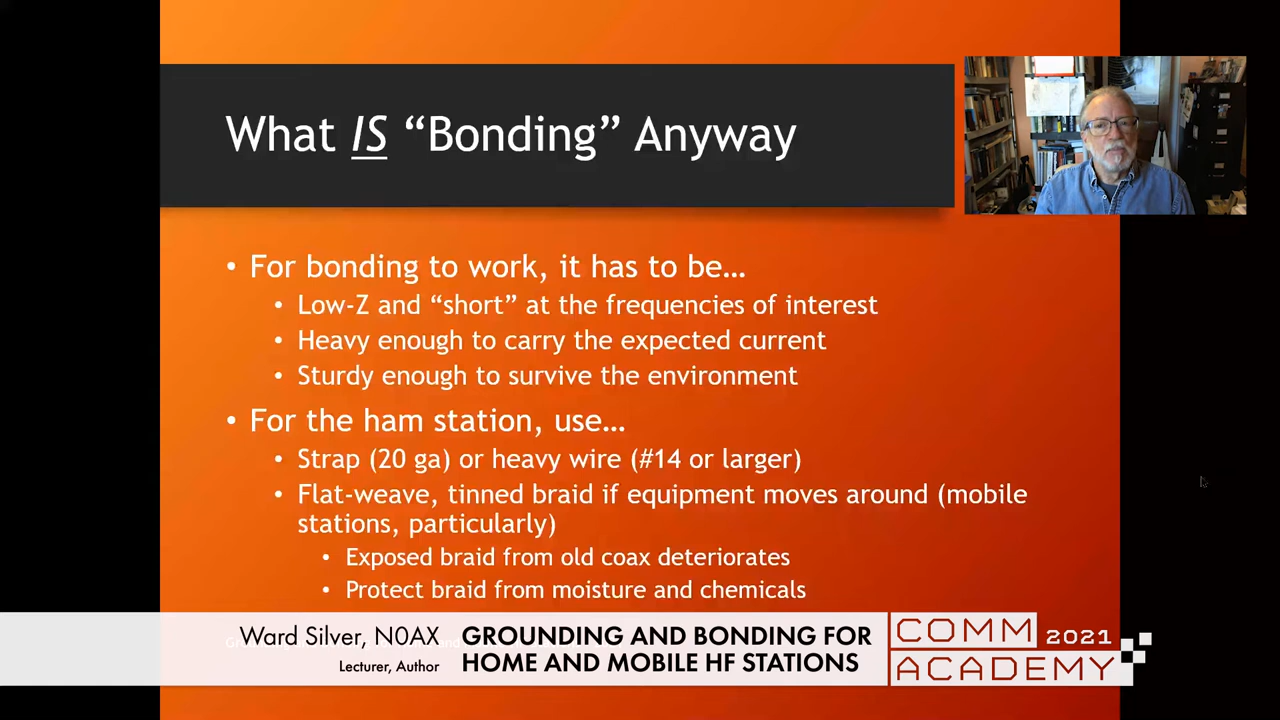 What IS “Bonding” Anyway
• For bonding to work, it has to be…
• Low-Z and “short” at the frequencies of interest
• Heavy enough to carry the expected current
• Sturdy enough to survive the environment
• For the ham station, use…
• Strap (20 ga) or heavy wire (#14 or larger)
• Flat-weave, tinned braid if equipment moves around (mobile
stations, particularly)
• Exposed braid from old coax deteriorates
• Protect braid from moisture and chemicals
Ward Silver, N0AX
Lecturer, Author
GROUNDING AND BONDING FOR
HOME AND MOBILE HF STATIONS
COMM 2021
ACADEMY